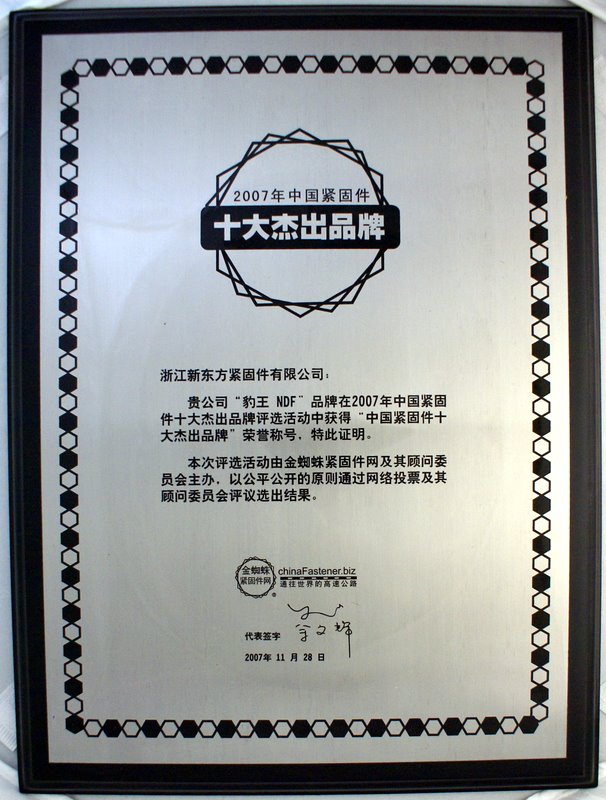 2007年中国紧固件
十大杰出品牌
浙江新东方紧固件有限公司：
贵公司“豹王 NDF”品牌在2007年中国紧固
件十大杰出品牌评选活动中获得“中国紧固件十
大杰出品牌”荣誉称号，特此证明。
本次评选活动由金蜘蛛紧固件网及其顾问委
员会主办，以公平公开的原则通过网络投票及其
顾问委员会评议选出结果。
金蜘蛛
紧固件网
®
chinaFastener.biz
通往世界的高速公路
代表签字
2007年 11 月 28 日